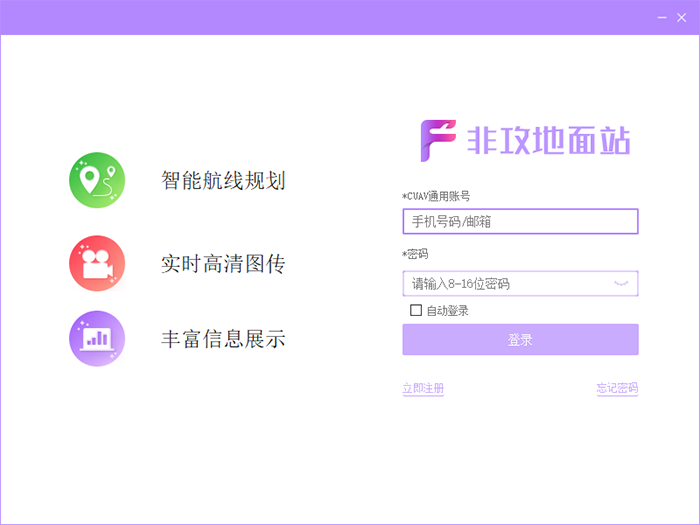 智能航线规划
实时高清图传
丰富信息展示
非攻地面站
*CUAV通用账号
手机号码/邮箱
*密码
请输入8-16位密码
自动登录
登录
立即注册
忘记密码